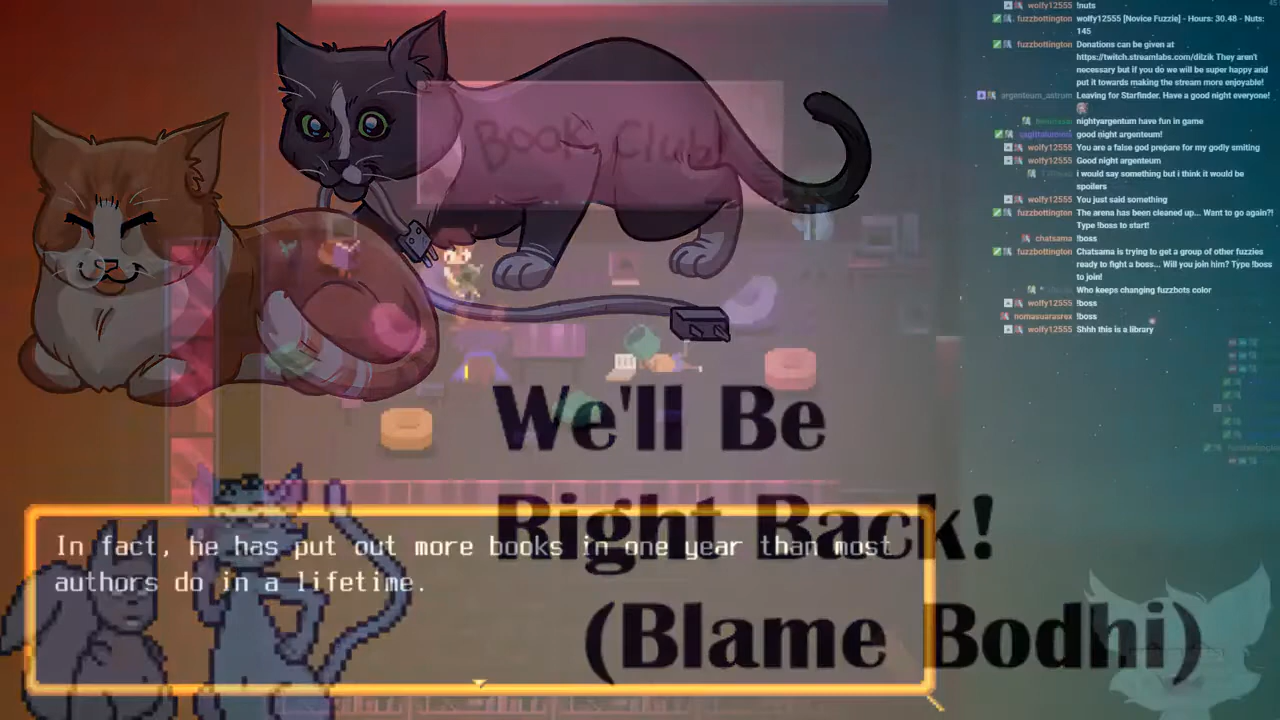 wolfy12555 !nuts
fuzzbottington wolfy12555 [Novice Fuzzie] - Hours: 30.48 - Nuts:
145
fuzzbottington Donations can be given at
https://twitch.streamlabs.com/dilzik They aren't
necessary but if you do we will be super happy and
put it towards making the stream more enjoyable!
argenteum_astrum Leaving for Starfinder. Have a good night everyone!
nightyargentum have fun in game
good night argenteum!
wolfy12555 You are a false god prepare for my godly smiting
wolfy12555 Good night argenteum
i would say something but i think it would be
spoilers
wolfy12555 You just said something
fuzzbottington The arena has been cleaned up... Want to go again?!
Type !boss to start!
chatsama !boss
fuzzbottington Chatsama is trying to get a group of other fuzzies
ready to fight a boss... Will you join him? Type !boss
to join!
Who keeps changing fuzzbots color
wolfy12555 !boss
nomasuarasrex !boss
wolfy12555 Shhh this is a library
Book Club!
We'll Be
Right Back!
(Blame Bodhi)
In fact, he has put out more books in one year than most
authors do in a lifetime.